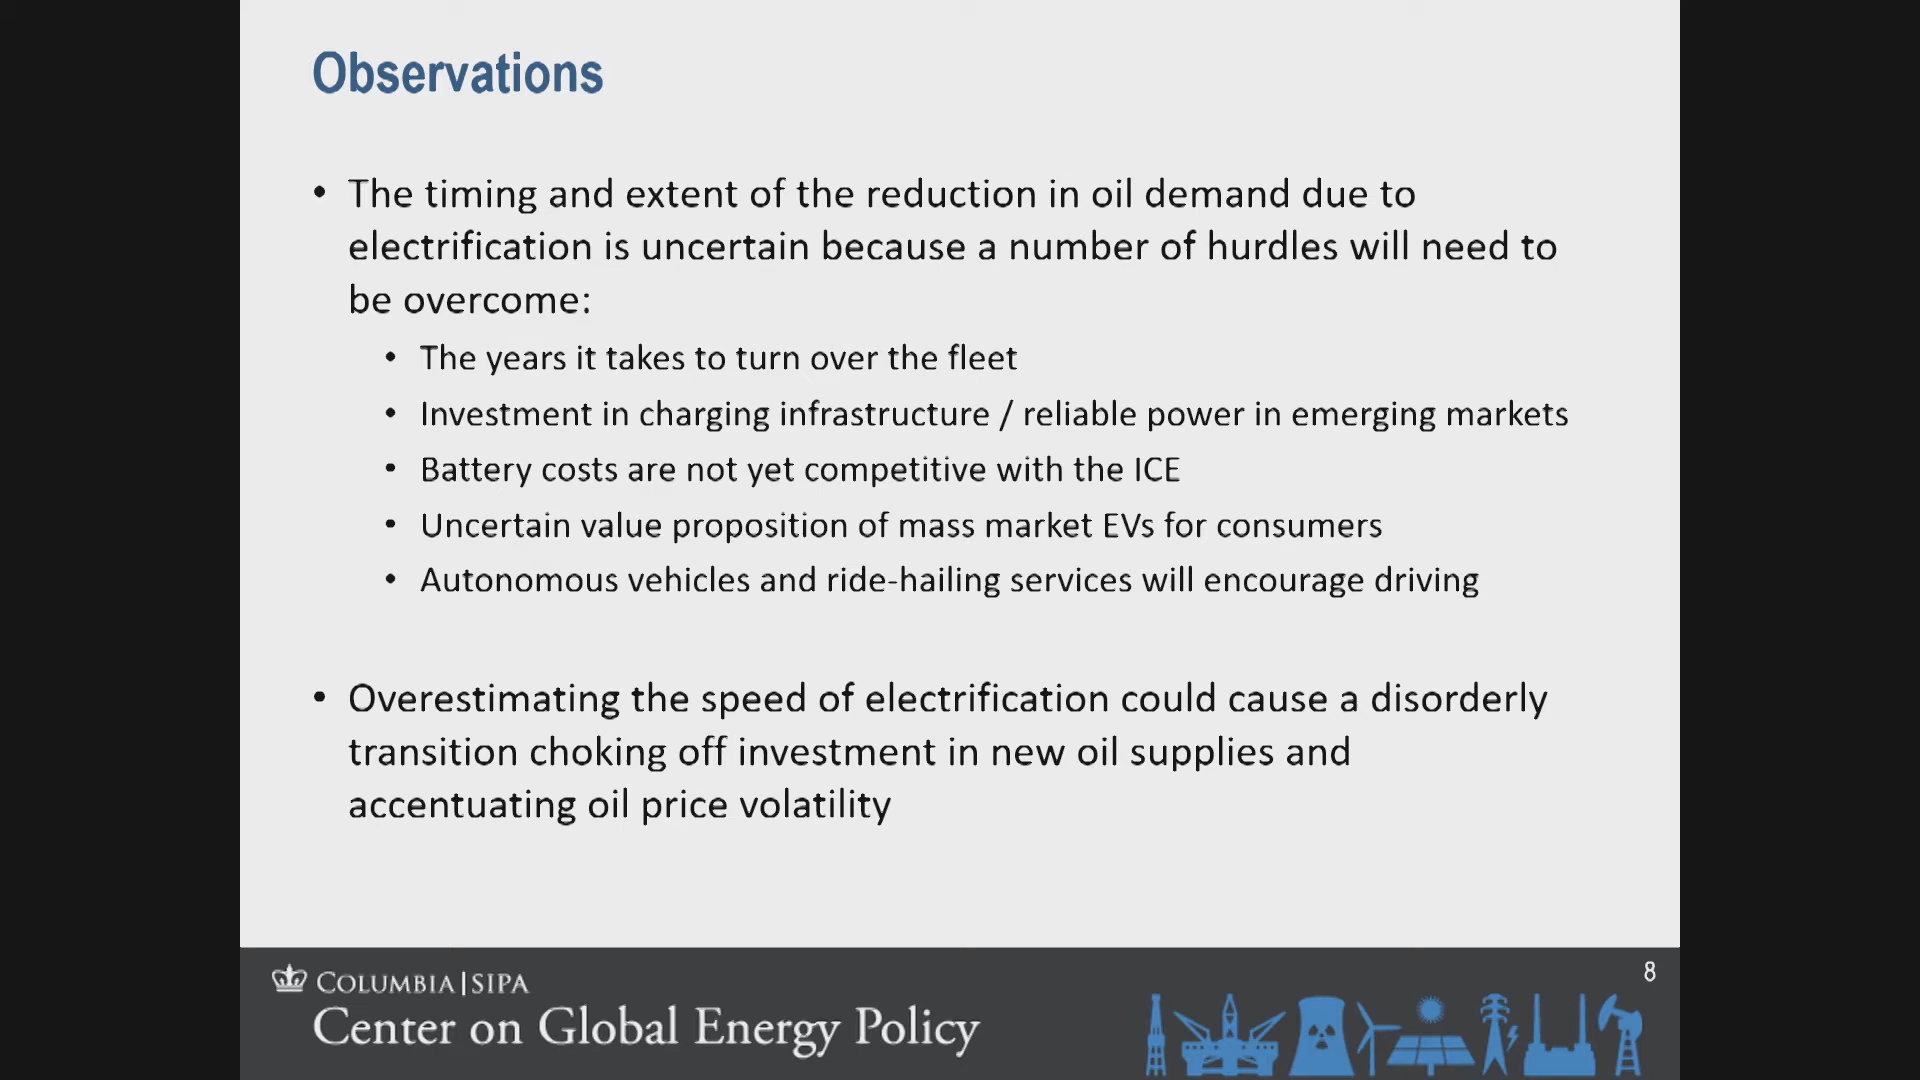 Observations
• The timing and extent of the reduction in oil demand due to
electrification is uncertain because a number of hurdles will need to
be overcome:
• The years it takes to turn over the fleet
• Investment in charging infrastructure / reliable power in emerging markets
• Battery costs are not yet competitive with the ICE
• Uncertain value proposition of mass market EVs for consumers
• Autonomous vehicles and ride-hailing services will encourage driving
• Overestimating the speed of electrification could cause a disorderly
transition choking off investment in new oil supplies and
accentuating oil price volatility
8
COLUMBIA|SIPA
Center on Global Energy Policy